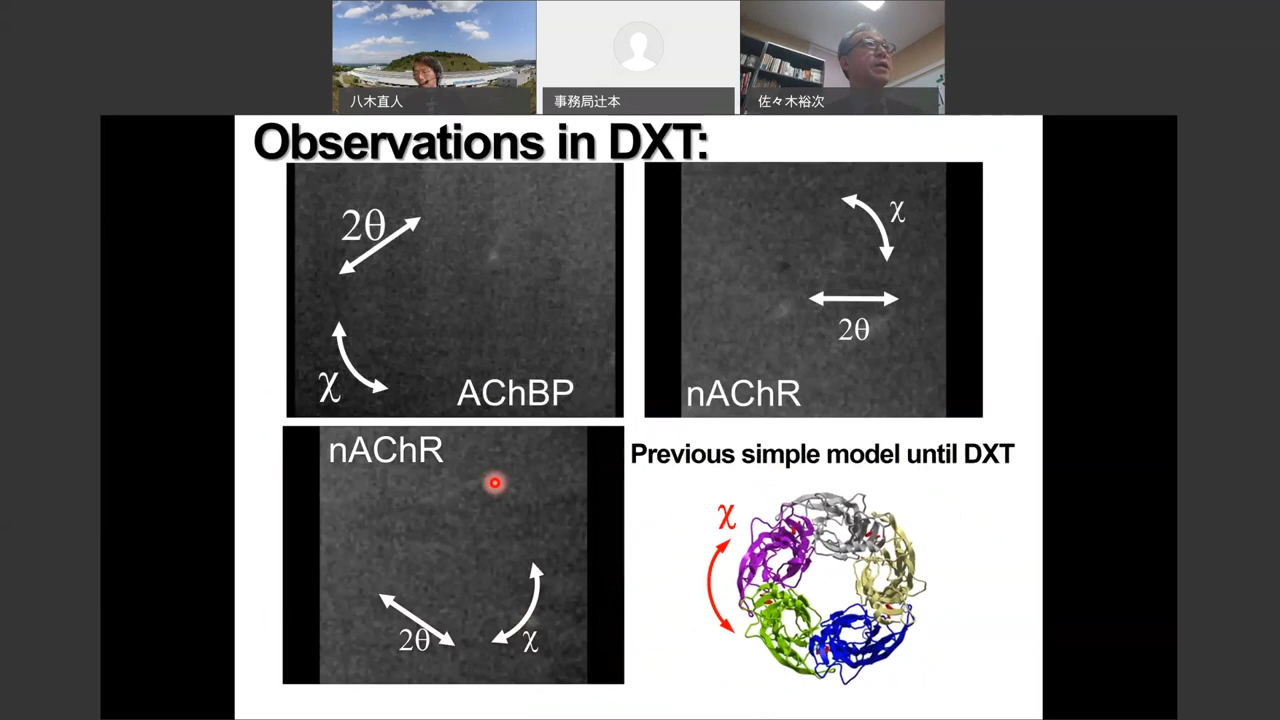 八木直人
事務局辻本
佐々木裕次
Observations in DXT:
2θ
χ
AChBP
χ
2θ
nAChR
nAChR
2θ
χ
Previous simple model until DXT
χ